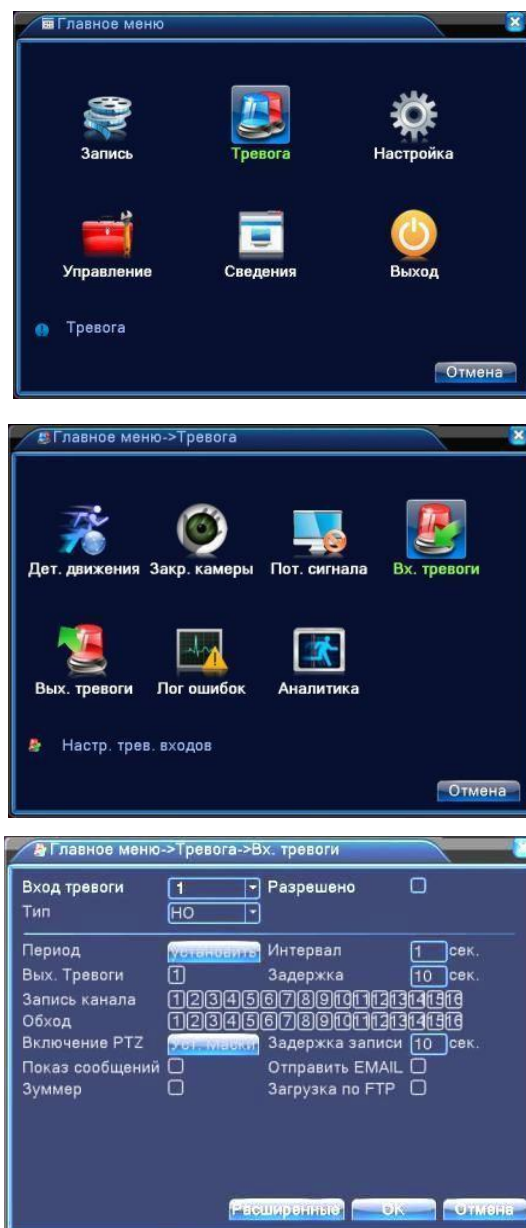 Главное меню
Запись Тревога Настройка
Управление Сведения Выход
Тревога
Отмена
Главное меню->Тревога
Дет. движения Закр. камеры Пот. сигнала Вх. тревоги
Вых. тревоги Лог ошибок Аналитика
Настр. трев. входов
Отмена
Главное меню->Тревога->Вх. тревоги
Вход тревоги 1 Разрешено
Тип НО
Период установить Интервал 1 сек.
Вых. Тревоги 1 Задержка 10 сек.
Запись канала 1 2 3 4 5 6 7 8 9 10 11 12 13 14 15 16
Обход 1 2 3 4 5 6 7 8 9 10 11 12 13 14 15 16
Включение PTZ Уст. Маски Задержка записи 10 сек.
Показ сообщений Отправить EMAIL
Зуммер Загрузка по FTP
Расширенные OK Отмена